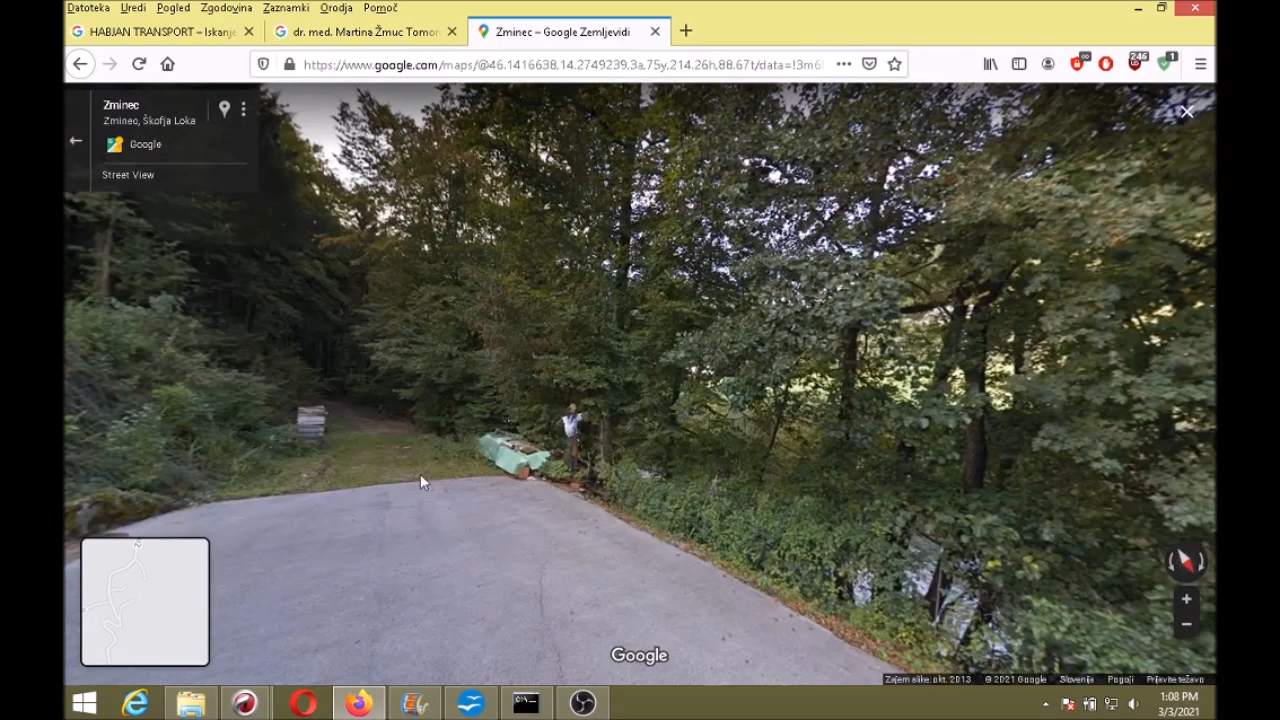 Datoteka Uredi Pogled Zgodovina Zaznamki Orodja Pomoč
HABJAN TRANSPORT – Iskanje
dr. med. Martina Žmuc Tomor
Zminec – Google Zemljevidi
https://www.google.com/maps/@46.1416638,14.2749239,3a,75y,214.26h,88.67t/data=!3m6
246
1
Zminec
Zminec, Škofja Loka
Google
Street View
Google
Zajem slike: okt. 2013 © 2021 Google Slovenija Pogoji Prijavite težavo
1:08 PM
3/3/2021